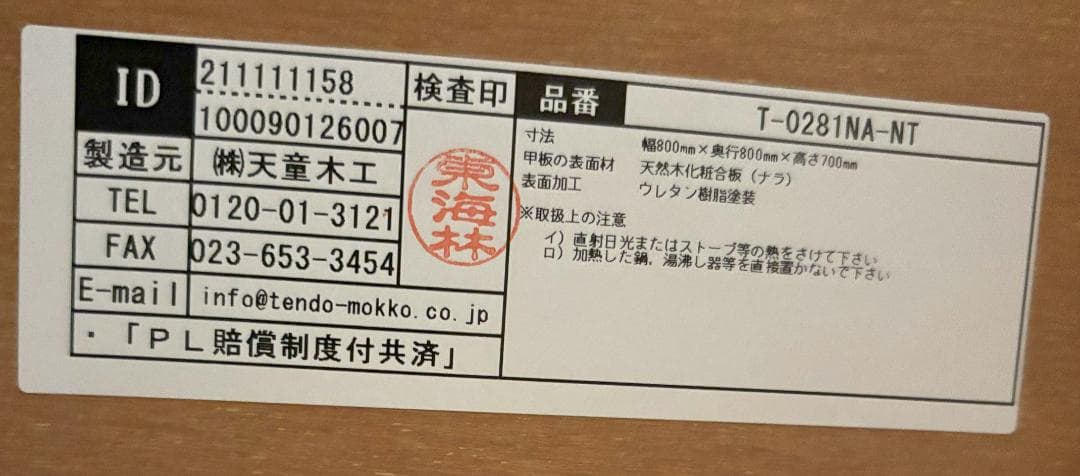 ID
211111158
100090126007
製造元
㈱天童木工
TEL
0120-01-3121
FAX
023-653-3454
E-mail
info@tendo-mokko.co.jp
・「ＰＬ賠償制度付共済」
検査印
東海林
品番
T-0281NA-NT
寸法 幅800mm×奥行800mm×高さ700mm
甲板の表面材 天然木化粧合板（ナラ）
表面加工 ウレタン樹脂塗装
※取扱上の注意
イ）直射日光またはストーブ等の熱をさけて下さい
ロ）加熱した鍋，湯沸し器等を直接置かないで下さい